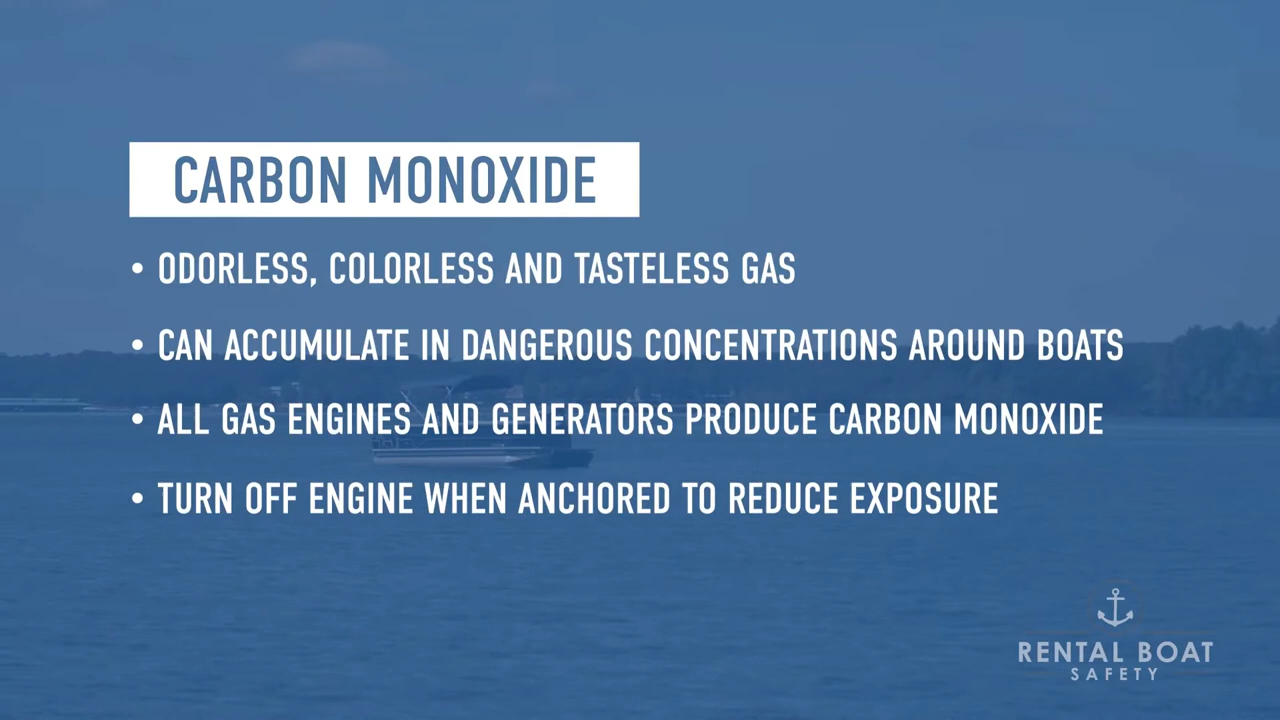 CARBON MONOXIDE
• ODORLESS, COLORLESS AND TASTELESS GAS
• CAN ACCUMULATE IN DANGEROUS CONCENTRATIONS AROUND BOATS
• ALL GAS ENGINES AND GENERATORS PRODUCE CARBON MONOXIDE
• TURN OFF ENGINE WHEN ANCHORED TO REDUCE EXPOSURE
RENTAL BOAT
SAFETY